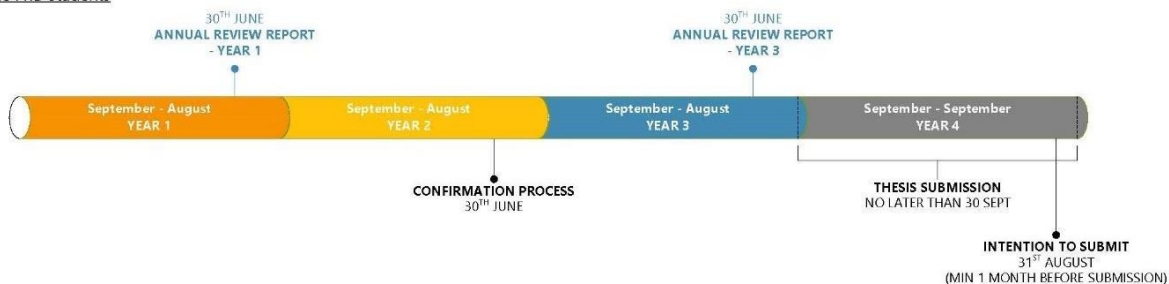 30TH JUNE
ANNUAL REVIEW REPORT
- YEAR 1
30TH JUNE
ANNUAL REVIEW REPORT
- YEAR 3
September - August
YEAR 1
September - August
YEAR 2
September - August
YEAR 3
September - September
YEAR 4
CONFIRMATION PROCESS
30TH JUNE
THESIS SUBMISSION
NO LATER THAN 30 SEPT
INTENTION TO SUBMIT
31ST AUGUST
(MIN 1 MONTH BEFORE SUBMISSION)